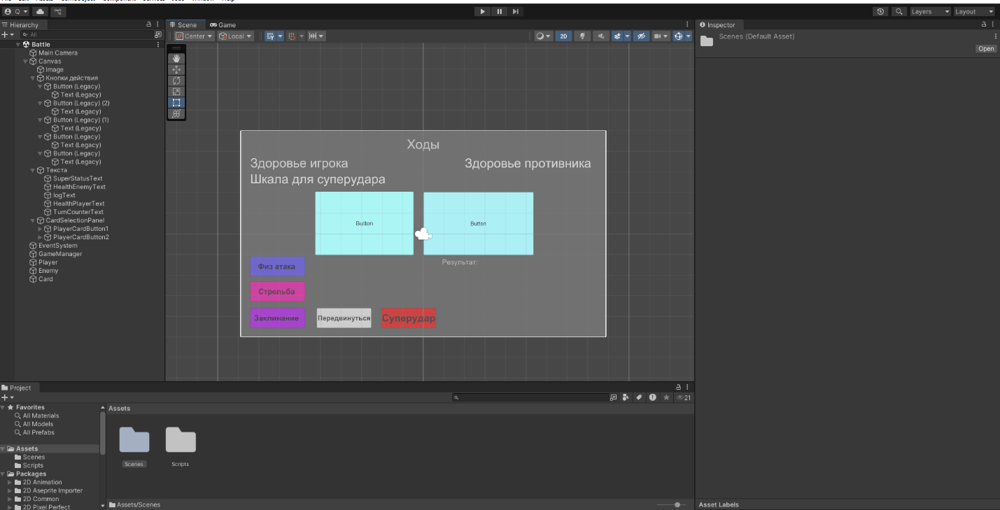 Q
Layers
Layout
Hierarchy
All
Battle
Main Camera
Canvas
Image
Кнопки действия
Button (Legacy)
Text (Legacy)
Button (Legacy) (2)
Text (Legacy)
Button (Legacy) (1)
Text (Legacy)
Button (Legacy)
Text (Legacy)
Button (Legacy)
Text (Legacy)
Текста
SuperStatusText
HealthEnemyText
logText
HealthPlayerText
TurnCounterText
CardSelectionPanel
PlayerCardButton1
PlayerCardButton2
EventSystem
GameManager
Player
Enemy
Card
Scene
Game
Center
Local
2D
Ходы
Здоровье игрока
Здоровье противника
Шкала для суперудара
Button
Button
Результат:
Физ атака
Стрельба
Заклинание
Передвинуться
Суперудар
Inspector
Scenes (Default Asset)
Open
Project
21
Favorites
All Materials
All Models
All Prefabs
Assets
Scenes
Scripts
Packages
2D Animation
2D Aseprite Importer
2D Common
2D Pixel Perfect
Assets
Scenes
Scripts
Assets/Scenes
Asset Labels